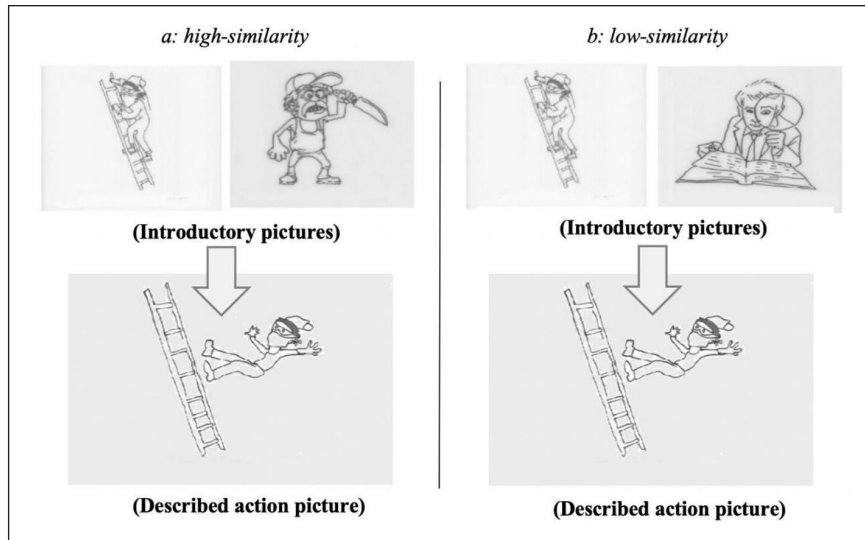 a: high-similarity
(Introductory pictures)
(Described action picture)
b: low-similarity
(Introductory pictures)
(Described action picture)